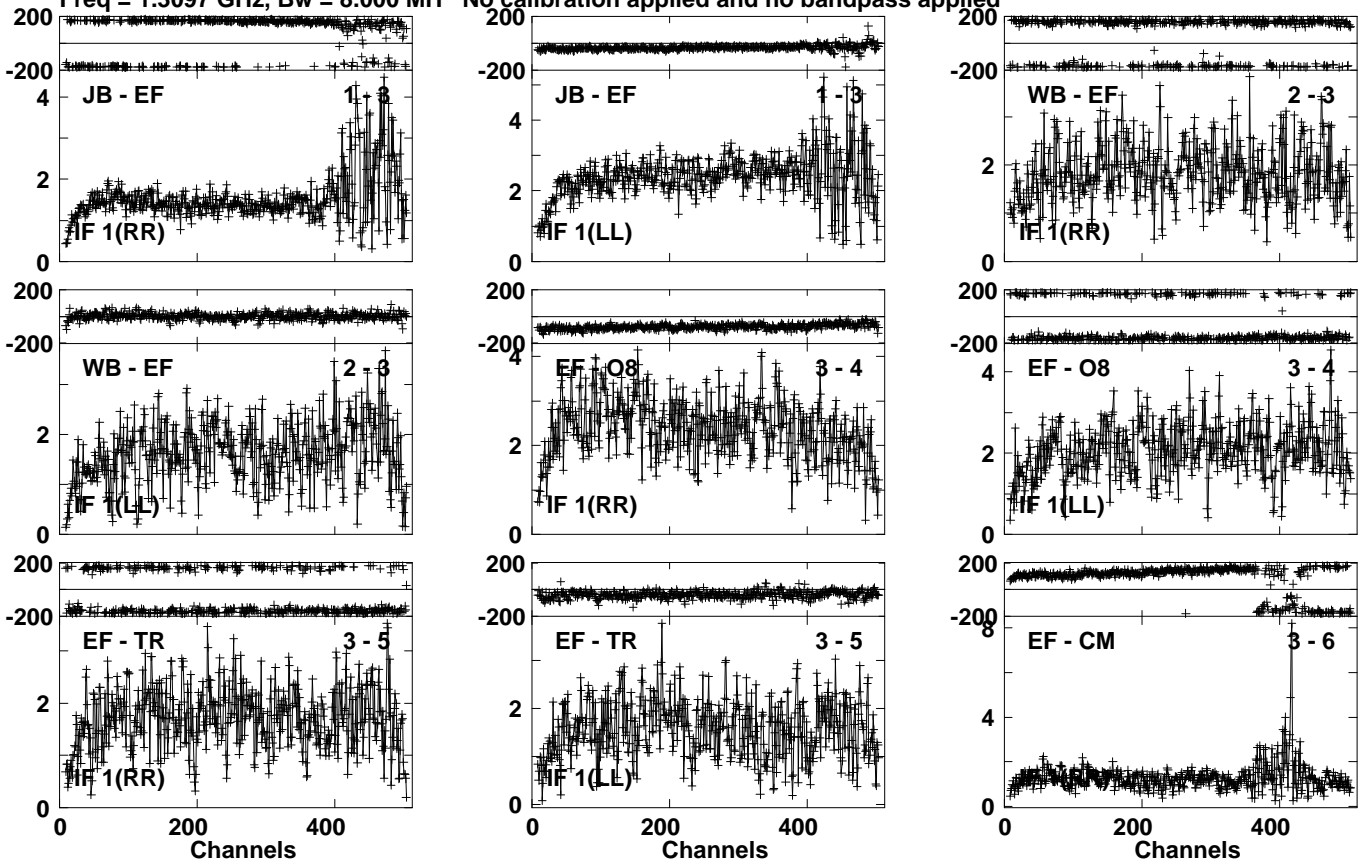 Freq = GHz, Bw = No calibration applied and no bandpass applied
200 200 200
-200 -200 -200
JB - EF 1 - 3 JB - EF 1 - 3 WB - EF 2 - 3
4 4
2 2 2
IF 1(RR) IF 1(LL) IF 1(RR)
0 0 0
200 200 200
-200 -200 -200
WB - EF 2 - 3 EF - O8 3 - 4 EF - O8 3 - 4
4 4
2 2 2
IF 1(LL) IF 1(RR) IF 1(LL)
0 0 0
200 200 200
-200 -200 -200
8
EF - TR 3 - 5 EF - TR 3 - 5 EF - CM 3 - 6
4
2 2
IF 1(RR) IF 1(LL)
0 0 0
0 200 400 0 200 400 0 200 400
Channels Channels Channels